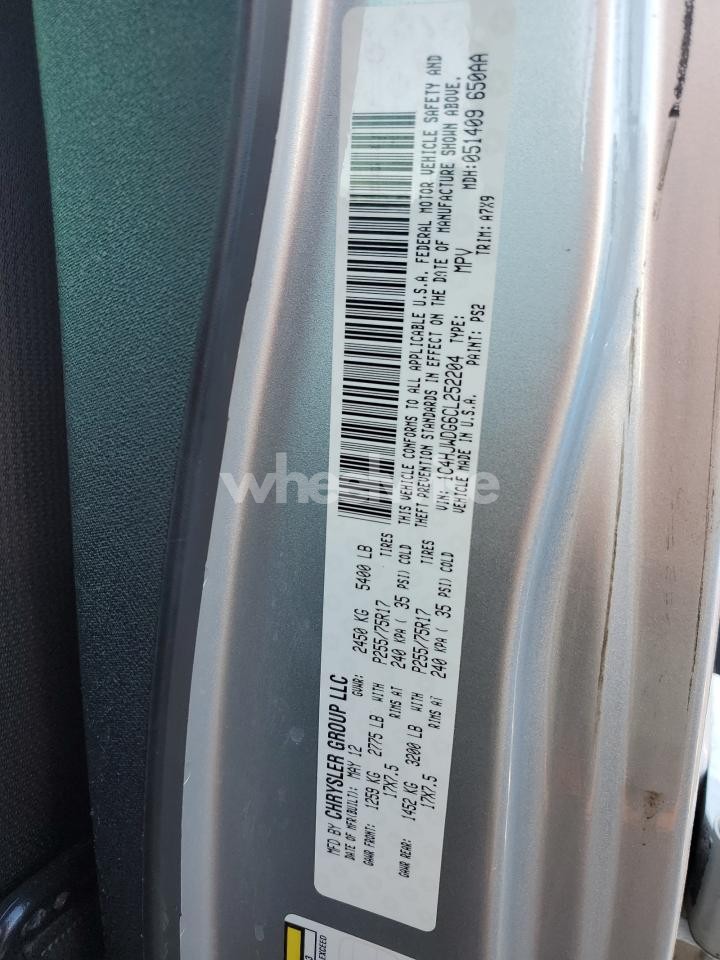 MFD BY CHRYSLER GROUP LLC
DATE OF MFR(BUILT): MAY 12 GVWR: 2450 KG 5400 LB
GAWR FRONT: 1259 KG 2775 LB WITH P255/75R17 TIRES
17X7.5 RIMS AT 240 KPA ( 35 PSI) COLD
GAWR REAR: 1452 KG 3200 LB WITH P255/75R17 TIRES
17X7.5 RIMS AT 240 KPA ( 35 PSI) COLD
THIS VEHICLE CONFORMS TO ALL APPLICABLE U.S.A. FEDERAL MOTOR VEHICLE SAFETY AND
THEFT PREVENTION STANDARDS IN EFFECT ON THE DATE OF MANUFACTURE SHOWN ABOVE.
VIN: 1C4HJWDG6CL252204 TYPE: MPV MDH:051409 650AA
VEHICLE MADE IN U.S.A. PAINT: PS2 TRIM: A7X9
EXCEED
3